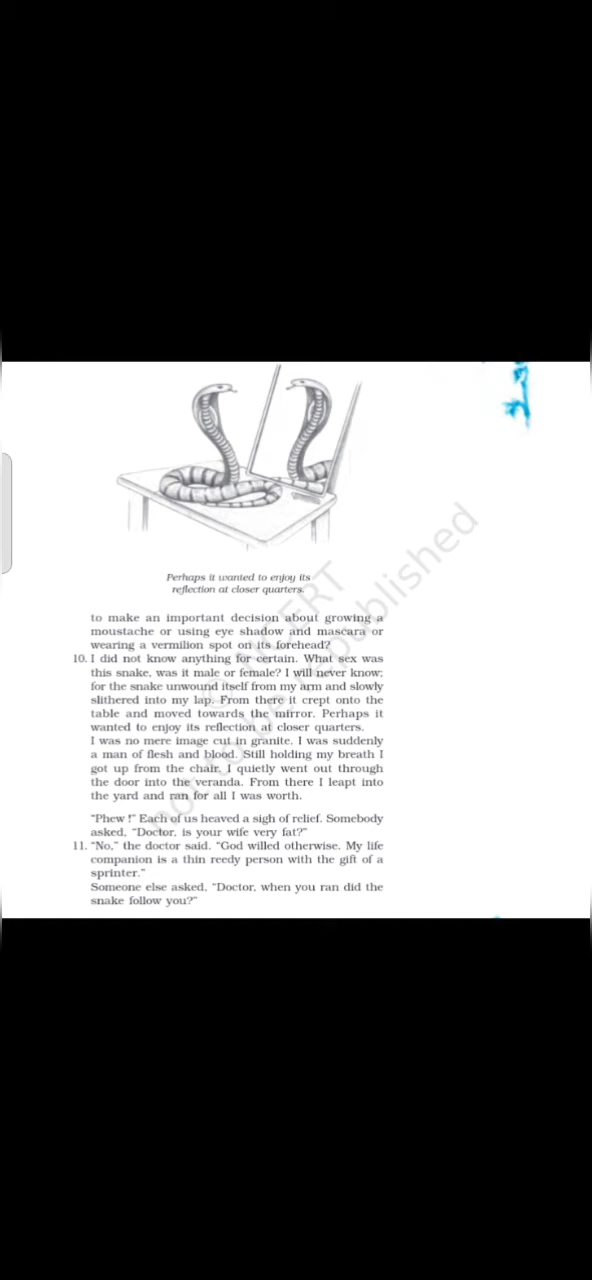 Perhaps it wanted to enjoy its
reflection at closer quarters.
to make an important decision about growing a
moustache or using eye shadow and mascara or
wearing a vermilion spot on its forehead?
10. I did not know anything for certain. What sex was
this snake, was it male or female? I will never know;
for the snake unwound itself from my arm and slowly
slithered into my lap. From there it crept onto the
table and moved towards the mirror. Perhaps it
wanted to enjoy its reflection at closer quarters.
I was no mere image cut in granite. I was suddenly
a man of flesh and blood. Still holding my breath I
got up from the chair. I quietly went out through
the door into the veranda. From there I leapt into
the yard and ran for all I was worth.
"Phew !" Each of us heaved a sigh of relief. Somebody
asked, "Doctor, is your wife very fat?"
11. "No," the doctor said. "God willed otherwise. My life
companion is a thin reedy person with the gift of a
sprinter."
Someone else asked, "Doctor, when you ran did the
snake follow you?"
© NCERT
not to be republished